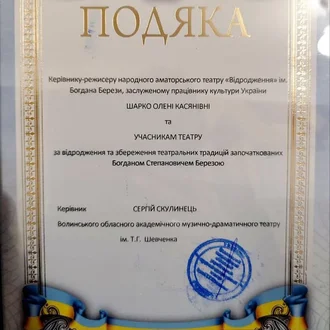 ПОДЯКА
Керівнику-режисеру народного аматорського театру «Відродження» ім.
Богдана Берези, заслуженому працівнику культури України
ШАРКО ОЛЕНІ КАСЯНІВНІ
та
УЧАСНИКАМ ТЕАТРУ
за відродження та збереження театральних традицій започаткованих
Богданом Степановичем Березою
Керівник СЕРГІЙ СКУЛИНЕЦЬ
Волинського обласного академічного музично-драматичного театру
ім. Т.Г. Шевченка